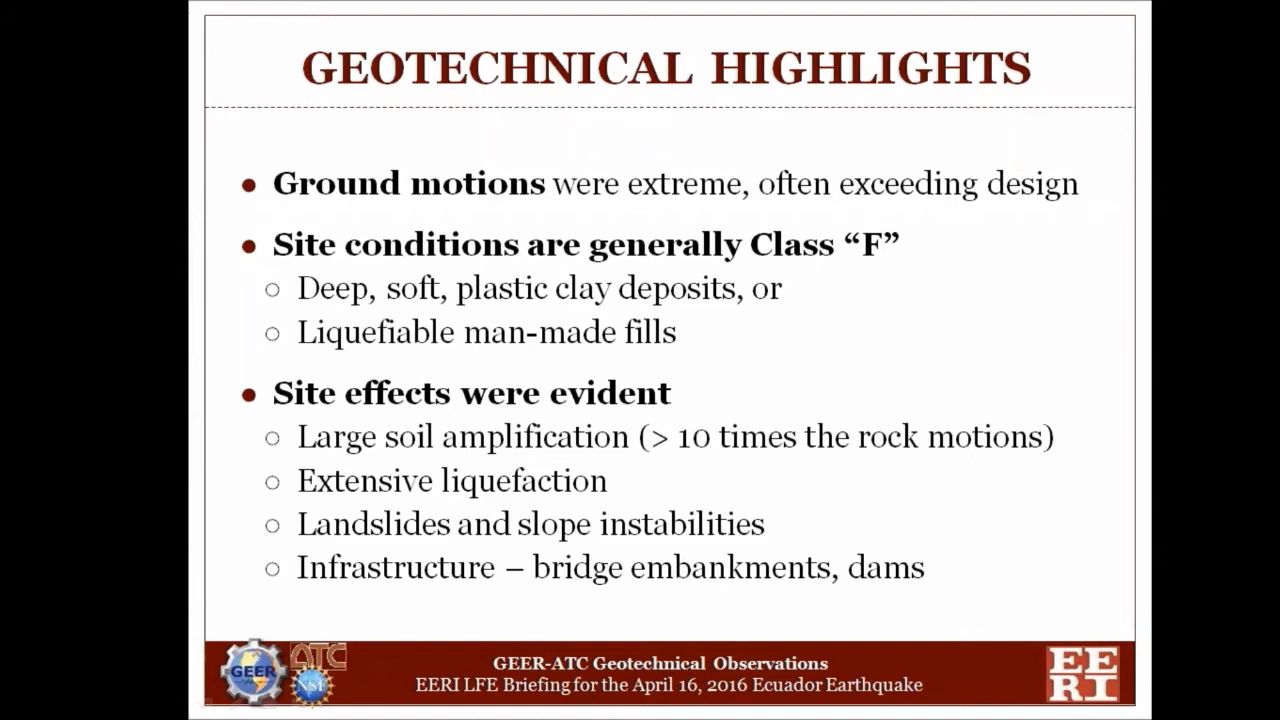 GEOTECHNICAL HIGHLIGHTS
• Ground motions were extreme, often exceeding design
• Site conditions are generally Class “F”
○ Deep, soft, plastic clay deposits, or
○ Liquefiable man-made fills
• Site effects were evident
○ Large soil amplification (> 10 times the rock motions)
○ Extensive liquefaction
○ Landslides and slope instabilities
○ Infrastructure – bridge embankments, dams
GEER
ATC
NSF
GEER-ATC Geotechnical Observations
EERI LFE Briefing for the April 16, 2016 Ecuador Earthquake
EE
RI